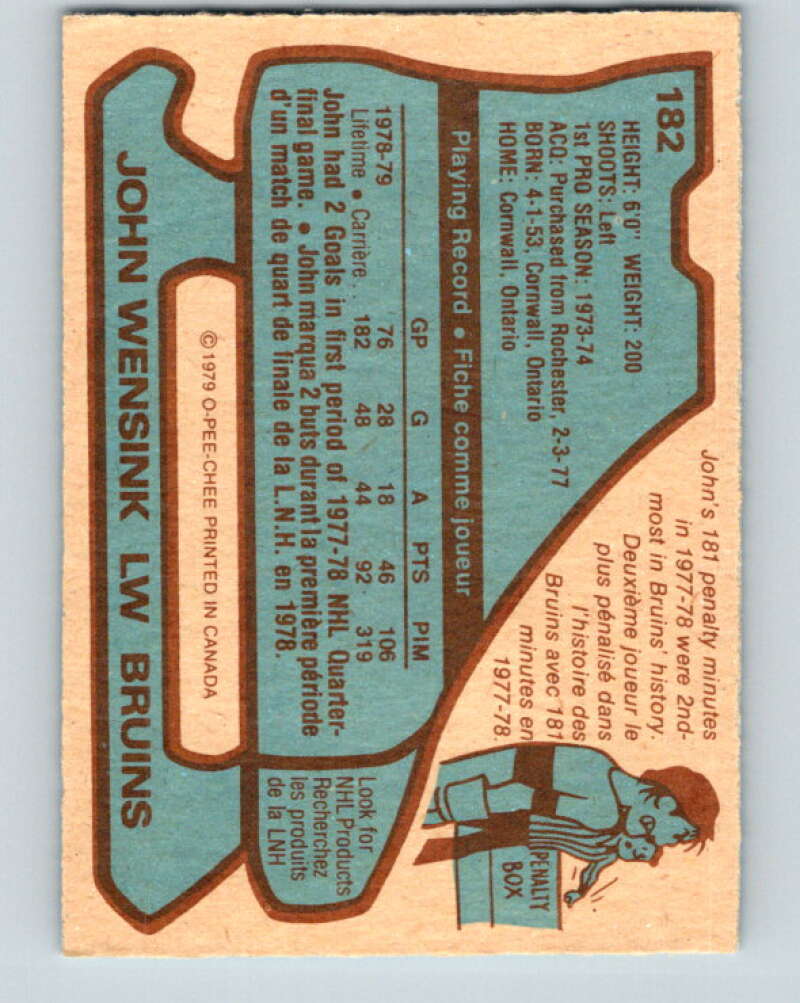 182
HEIGHT: 6'0" WEIGHT: 200
SHOOTS: Left
1st PRO SEASON: 1973-74
ACQ: Purchased from Rochester, 2-3-77
BORN: 4-1-53, Cornwall, Ontario
HOME: Cornwall, Ontario
John's 181 penalty minutes
in 1977-78 were 2nd-
most in Bruins' history.
Deuxième joueur le
plus pénalisé dans
l'histoire des
Bruins avec 181
minutes en
1977-78.
PENALTY
BOX
Playing Record • Fiche comme joueur
GP G A PTS PIM
1978-79 76 28 18 46 106
Lifetime • Carrière.. 182 48 44 92 319
John had 2 Goals in first period of 1977-78 NHL Quarter-
final game. • John marqua 2 buts durant la première période
d'un match de quart de finale de la L.N.H. en 1978.
Look for
NHL Products
Recherchez
les produits
de la LNH
© 1979 O-PEE-CHEE PRINTED IN CANADA
JOHN WENSINK LW BRUINS